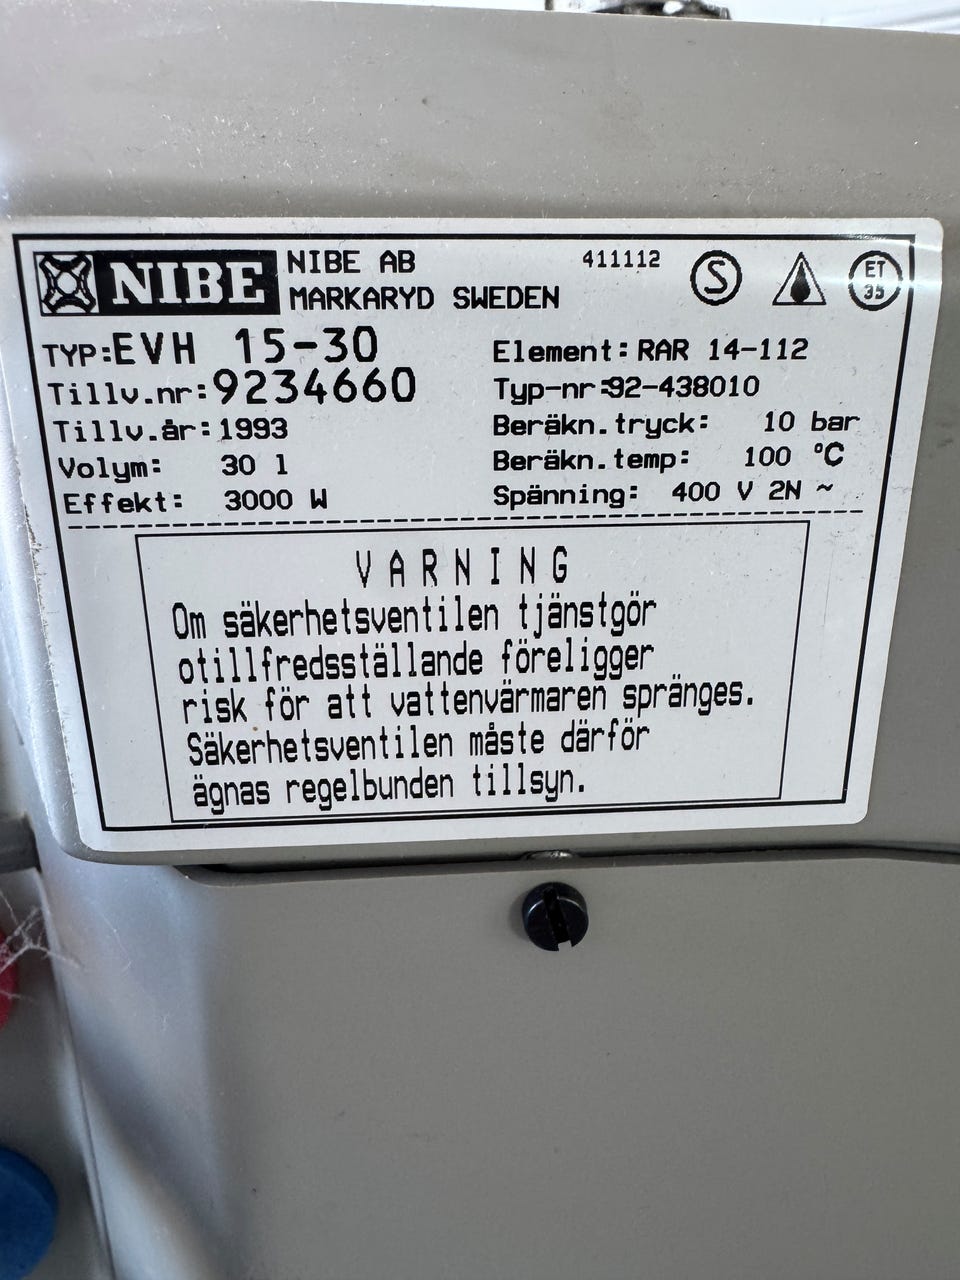 NIBE NIBE AB 411112 S ET 35
MARKARYD SWEDEN
TYP:EVH 15-30 Element: RAR 14-112
Tillv.nr:9234660 Typ-nr:92-438010
Tillv.år:1993 Beräkn.tryck: 10 bar
Volym: 30 l Beräkn.temp: 100 °C
Effekt: 3000 W Spänning: 400 V 2N ~
VARNING
Om säkerhetsventilen tjänstgör
otillfredsställande föreligger
risk för att vattenvärmaren spränges.
Säkerhetsventilen måste därför
ägnas regelbunden tillsyn.